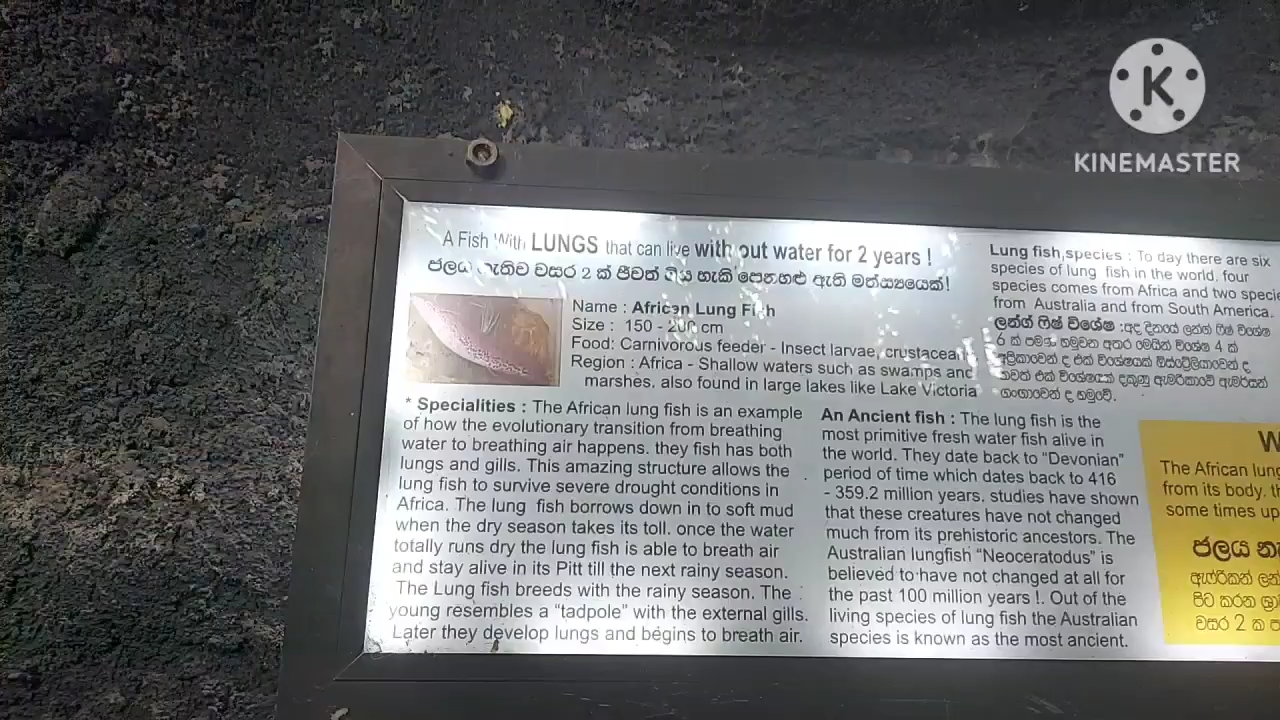 KINEMASTER
A Fish With LUNGS that can live with out water for 2 years !
වසර 2 ක් ජීවත් විය හැකි පෙනහළු ඇති මත්ස්‍යයෙක්!
Name : African Lung Fish
Size : 150 - 200 cm
Food: Carnivorous feeder - Insect larvae, crustacean
Region : Africa - Shallow waters such as swamps and
marshes. also found in large lakes like Lake Victoria
* Specialities : The African lung fish is an example
of how the evolutionary transition from breathing
water to breathing air happens. they fish has both
lungs and gills. This amazing structure allows the
lung fish to survive severe drought conditions in
Africa. The lung fish borrows down in to soft mud
when the dry season takes its toll. once the water
totally runs dry the lung fish is able to breath air
and stay alive in its Pitt till the next rainy season.
The Lung fish breeds with the rainy season. The
young resembles a “tadpole” with the external gills.
Later they develop lungs and begins to breath air.
Lung fish,species : To day there are six
species of lung fish in the world, four
species comes from Africa and two specie
from Australia and from South America.
ලන්ග් ෆිෂ් විශේෂ : අද දිනයේ ලන්ග් ෆිෂ් විශේෂ
6 ක් පමණ හමුවන අතර මෙයින් විශේෂ 4 ක්
අප්‍රිකාවෙන් ද එක් විශේෂයක් ඕස්ට්‍රේලියාවෙන් ද
තවත් එක් විශේෂයක් දකුණු ඇමරිකාවේ ඇමර්සන්
ගංගාවෙන් ද හමුවේ.
An Ancient fish : The lung fish is the
most primitive fresh water fish alive in
the world. They date back to “Devonian”
period of time which dates back to 416
- 359.2 million years. studies have shown
that these creatures have not changed
much from its prehistoric ancestors. The
Australian lungfish “Neoceratodus” is
believed to have not changed at all for
the past 100 million years !. Out of the
living species of lung fish the Australian
species is known as the most ancient.
W
The African lung
from its body. th
some times up
ජලය නැ
ඇෆ්රිකන් ලන්
පිට කරන ශ්‍රා
වසර 2 ක ප